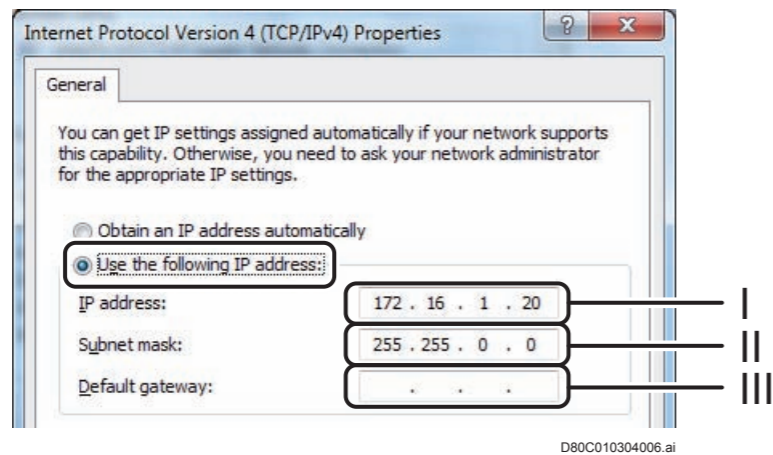 Internet Protocol Version 4 (TCP/IPv4) Properties
General
You can get IP settings assigned automatically if your network supports
this capability. Otherwise, you need to ask your network administrator
for the appropriate IP settings.
Obtain an IP address automatically
Use the following IP address:
IP address: 172 . 16 . 1 . 20 I
Subnet mask: 255 . 255 . 0 . 0 II
Default gateway: . . . III
D80C010304006.ai